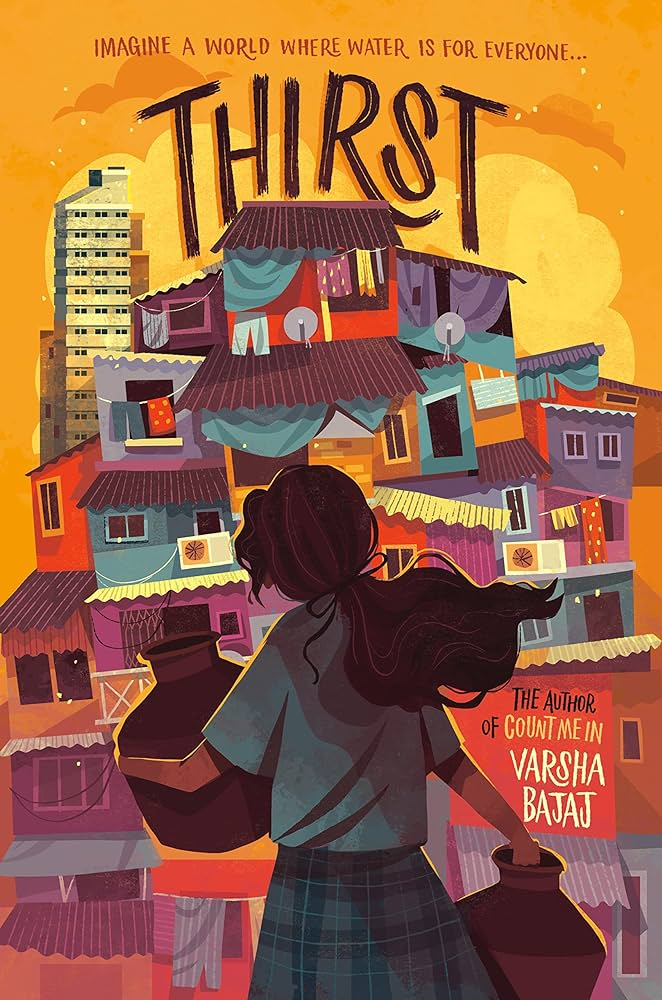 IMAGINE A WORLD WHERE WATER IS FOR EVERYONE...
THIRST
THE AUTHOR
OF COUNT ME IN
VARSHA
BAJAJ